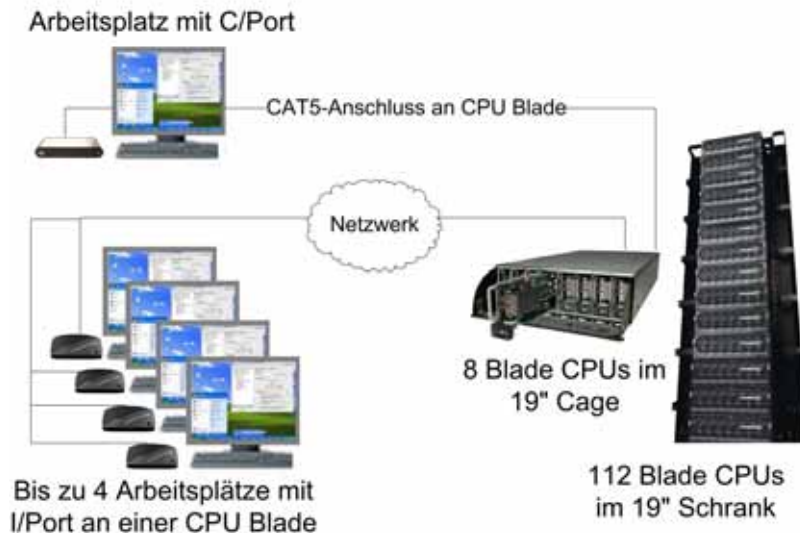 Arbeitsplatz mit C/Port
CAT5-Anschluss an CPU Blade
Netzwerk
8 Blade CPUs im
19" Cage
Bis zu 4 Arbeitsplätze mit
I/Port an einer CPU Blade
112 Blade CPUs
im 19" Schrank